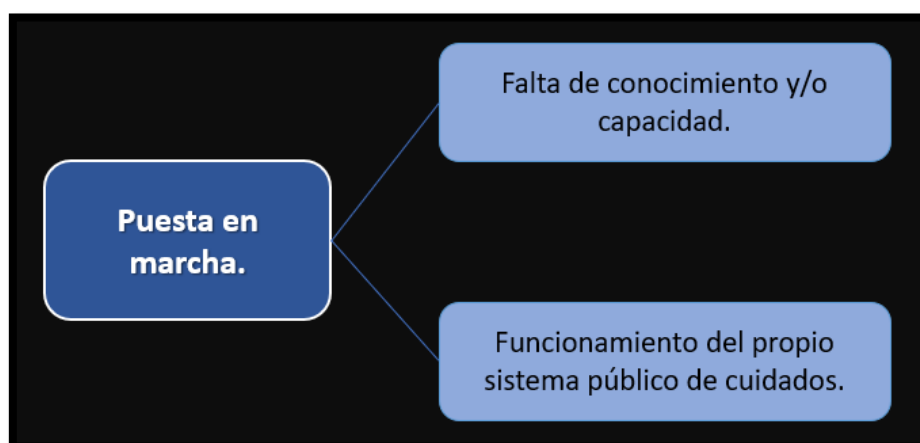 Puesta en
marcha.
Falta de conocimiento y/o
capacidad.
Funcionamiento del propio
sistema público de cuidados.